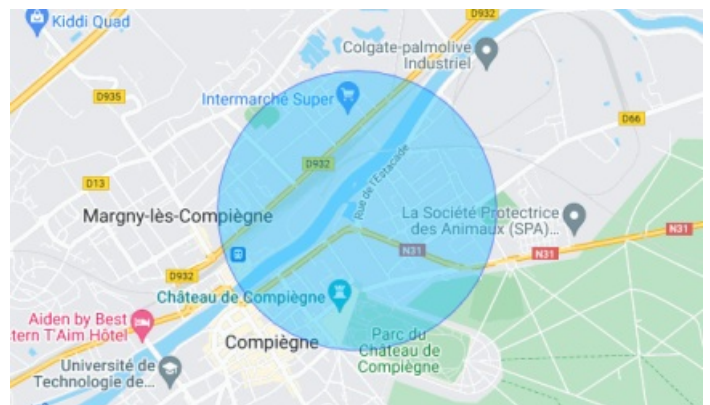 Kiddi Quad
D932
Colgate-palmolive
Industriel
D935
Intermarché Super
D66
D932
D13
Rue de l'Estacade
Margny-lès-Compiègne
La Société Protectrice
des Animaux (SPA)...
N31
N31
N31
D932
Château de Compiègne
Aiden by Best
tern T'Aim Hôtel
Compiègne
Parc du
Château de
Compiègne
Université de
Technologie de...